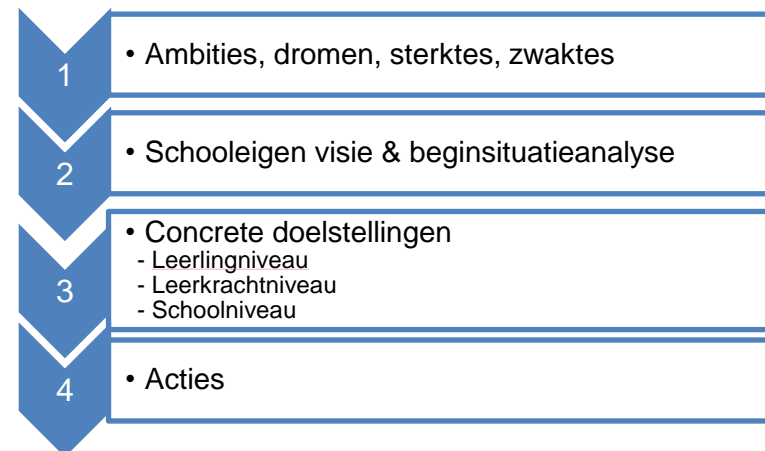 1
• Ambities, dromen, sterktes, zwaktes
2
• Schooleigen visie & beginsituatieanalyse
3
• Concrete doelstellingen
- Leerlingniveau
- Leerkrachtniveau
- Schoolniveau
4
• Acties